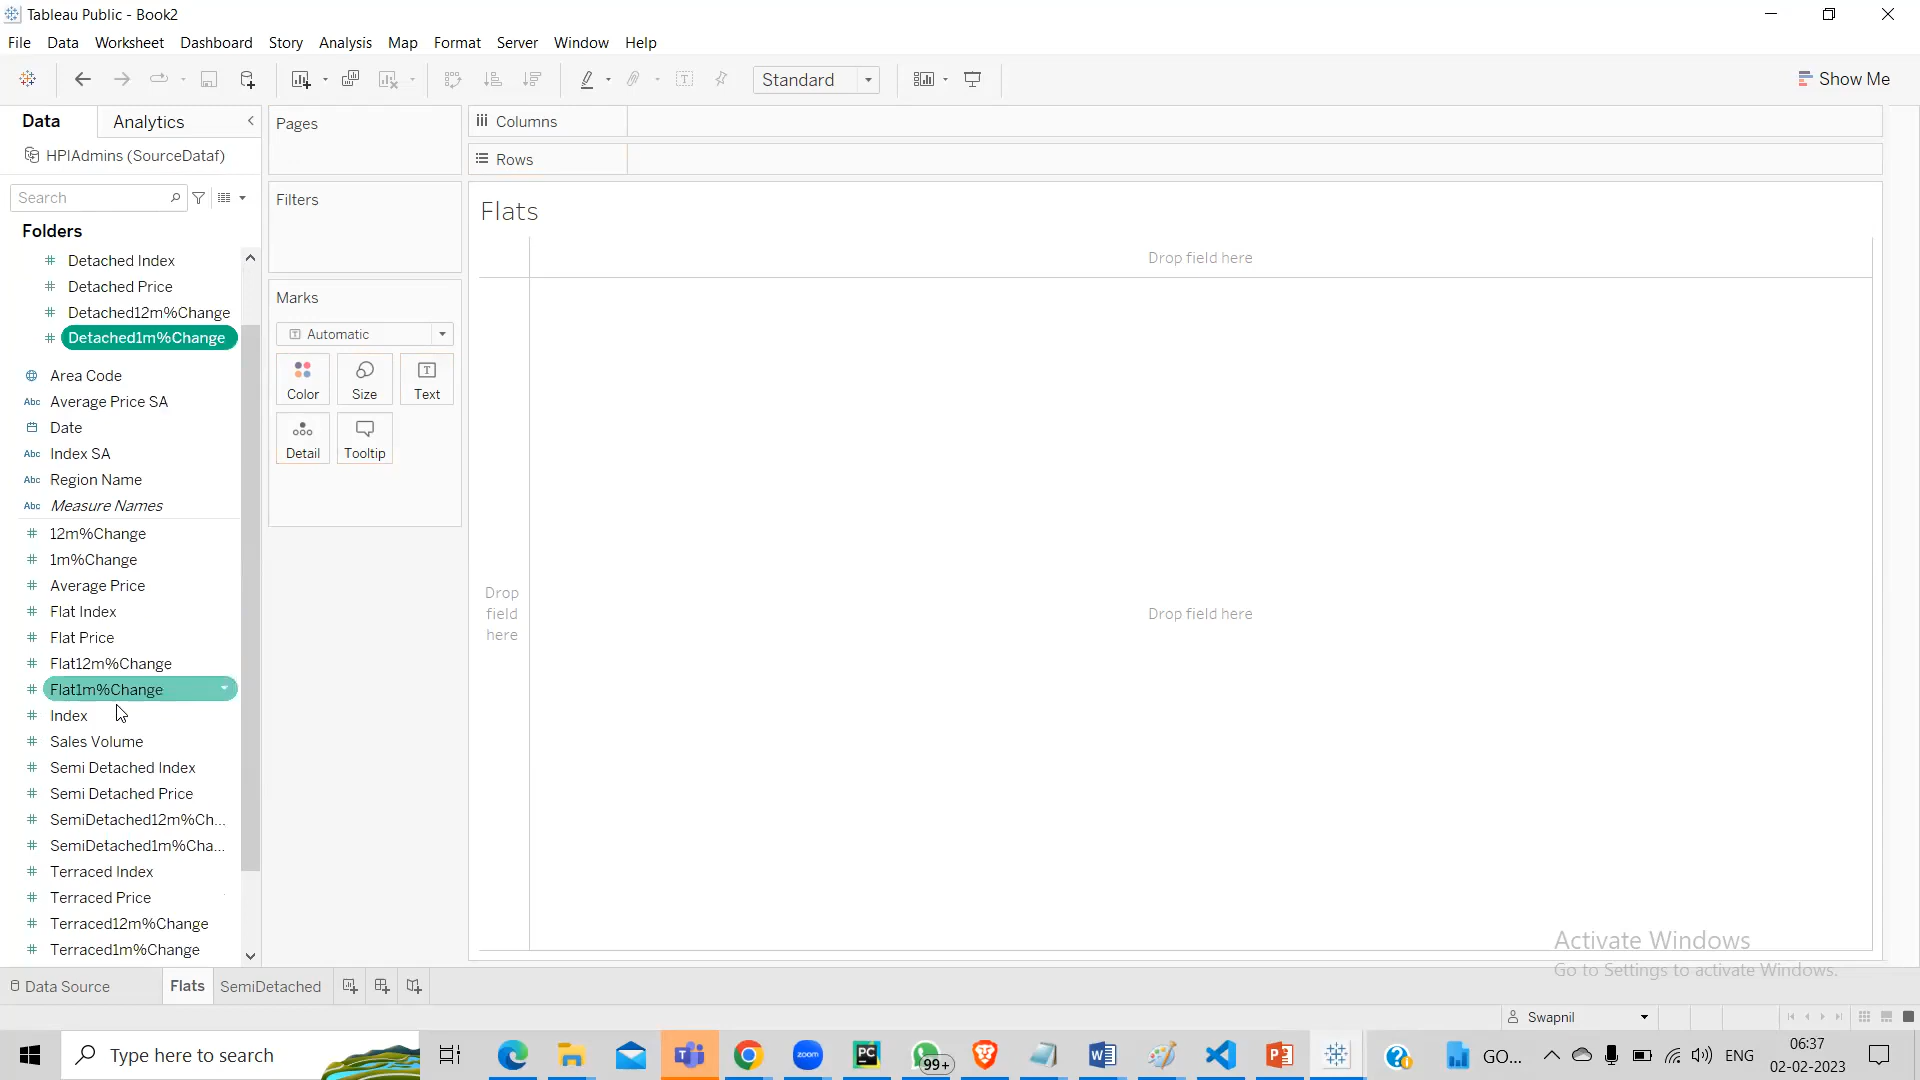 Tableau Public - Book2
File Data Worksheet Dashboard Story Analysis Map Format Server Window Help
Standard
Show Me
Data Analytics
HPIAdmins (SourceDataf)
Search
Folders
Detached Index
Detached Price
Detached12m%Change
Detached1m%Change
Area Code
Abc Average Price SA
Date
Abc Index SA
Abc Region Name
Abc Measure Names
12m%Change
1m%Change
Average Price
Flat Index
Flat Price
Flat12m%Change
Flat1m%Change
Index
Sales Volume
Semi Detached Index
Semi Detached Price
SemiDetached12m%Ch...
SemiDetached1m%Cha...
Terraced Index
Terraced Price
Terraced12m%Change
Terraced1m%Change
Pages
Filters
Marks
Automatic
Color Size Text
Detail Tooltip
Columns
Rows
Flats
Drop field here
Drop
field
here
Drop field here
Activate Windows
Go to Settings to activate Windows.
Data Source Flats SemiDetached
Swapnil
Type here to search
zoom
PC
99+
GO...
ENG
06:37
02-02-2023